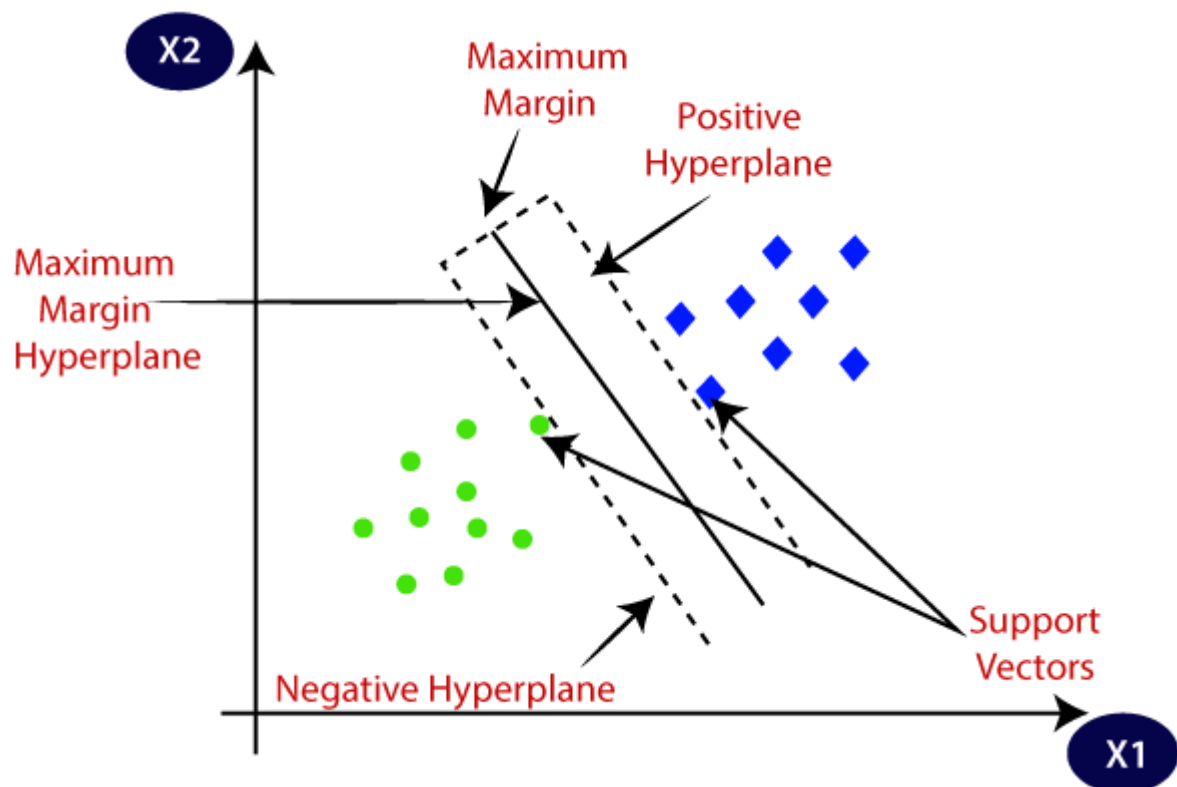 X2
Maximum
Margin
Positive
Hyperplane
Maximum
Margin
Hyperplane
Support
Vectors
Negative Hyperplane
X1